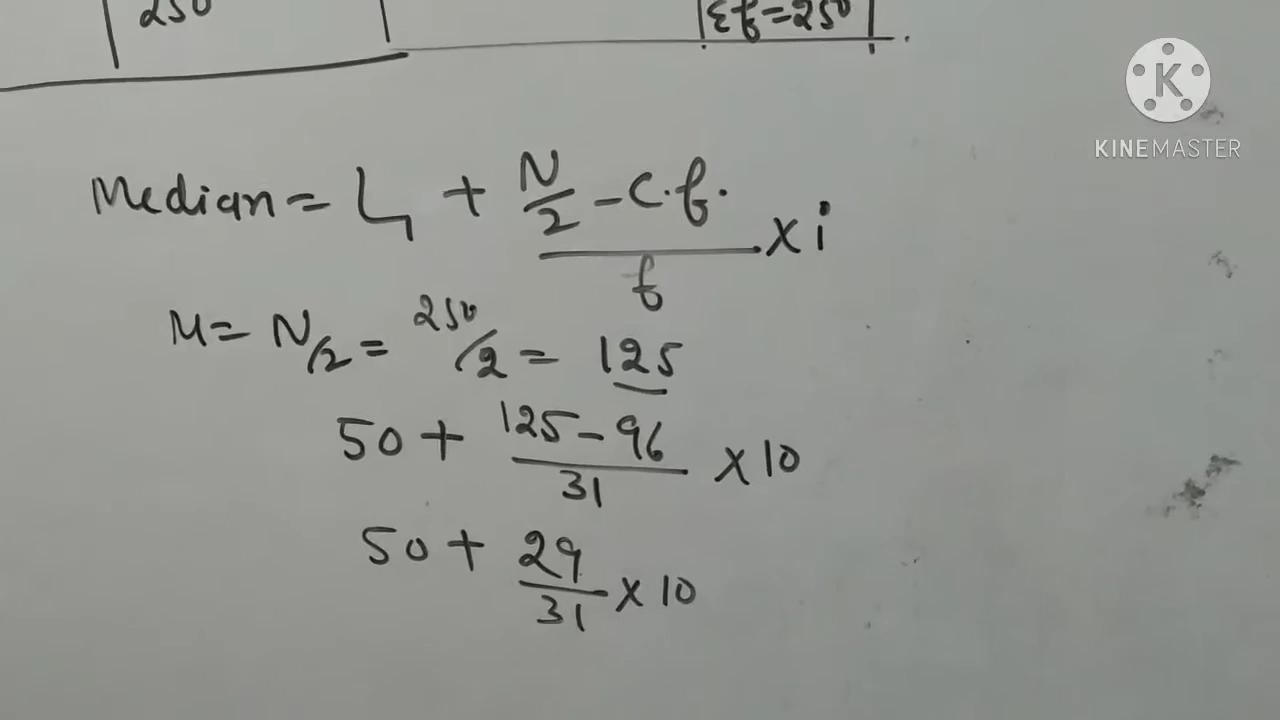 250
Σf=250
K
KINEMASTER
Median = L1 + N/2 - c.f. / f × i
M = N/2 = 250/2 = 125
50 + 125 - 96 / 31 × 10
50 + 29 / 31 × 10